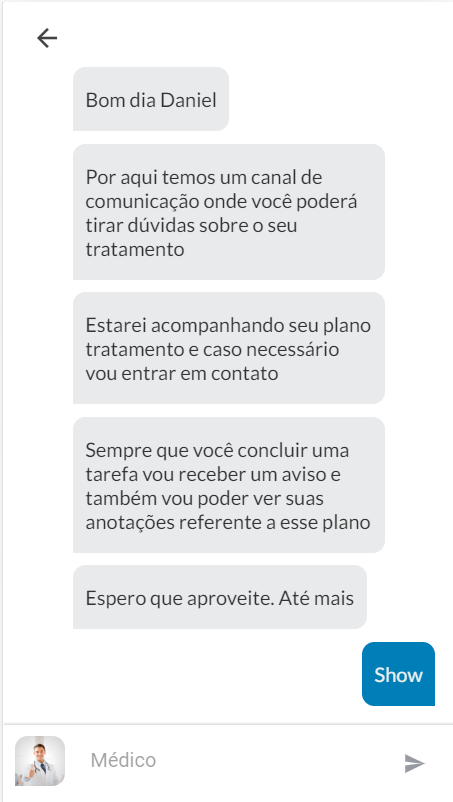 Bom dia Daniel
Por aqui temos um canal de
comunicação onde você poderá
tirar dúvidas sobre o seu
tratamento
Estarei acompanhando seu plano
tratamento e caso necessário
vou entrar em contato
Sempre que você concluir uma
tarefa vou receber um aviso e
também vou poder ver suas
anotações referente a esse plano
Espero que aproveite. Até mais
Show
Médico